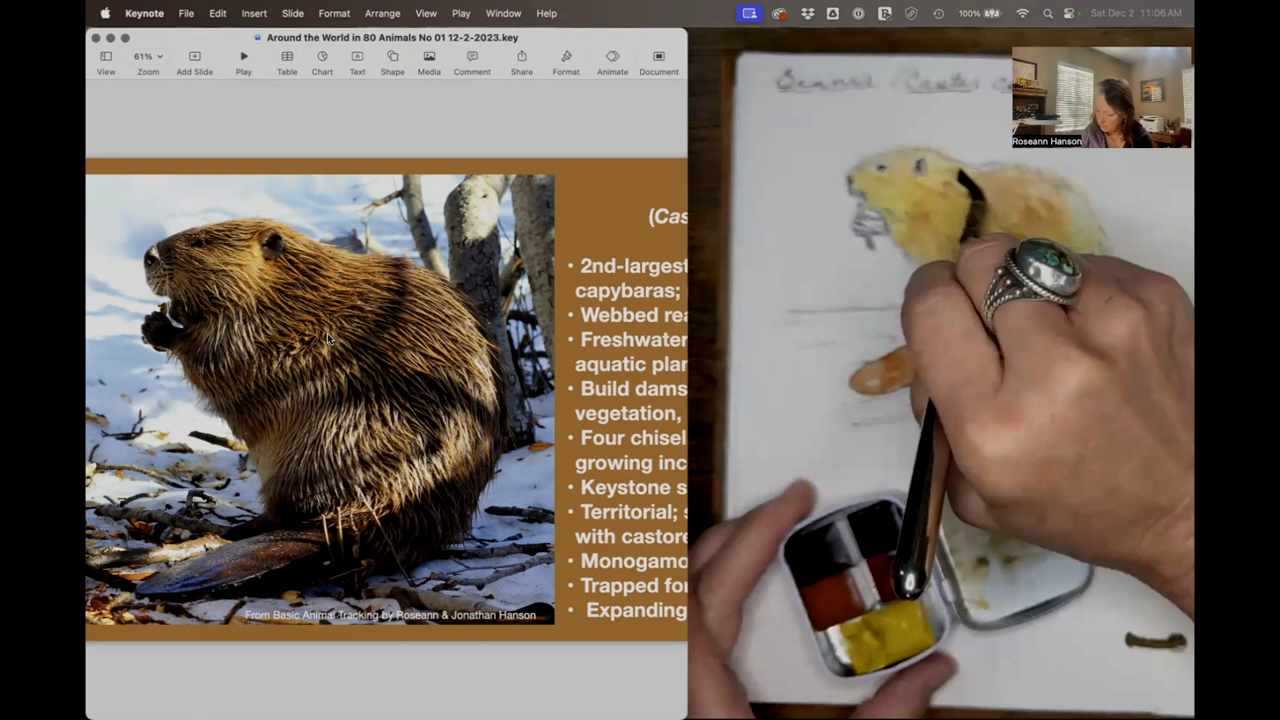 Keynote File Edit Insert Slide Format Arrange View Play Window Help
100% Sat Dec 2 11:06 AM
Around the World in 80 Animals No 01 12-2-2023.key
61%
View Zoom Add Slide Play Table Chart Text Shape Media Comment Share Format Animate Document
(Cas
• 2nd-largest
capybaras;
• Webbed rea
• Freshwater
aquatic plan
• Build dams
vegetation,
• Four chisel
growing inc
• Keystone s
• Territorial; s
with castore
• Monogamo
• Trapped for
• Expanding
From Basic Animal Tracking by Roseann & Jonathan Hanson
Roseann Hanson